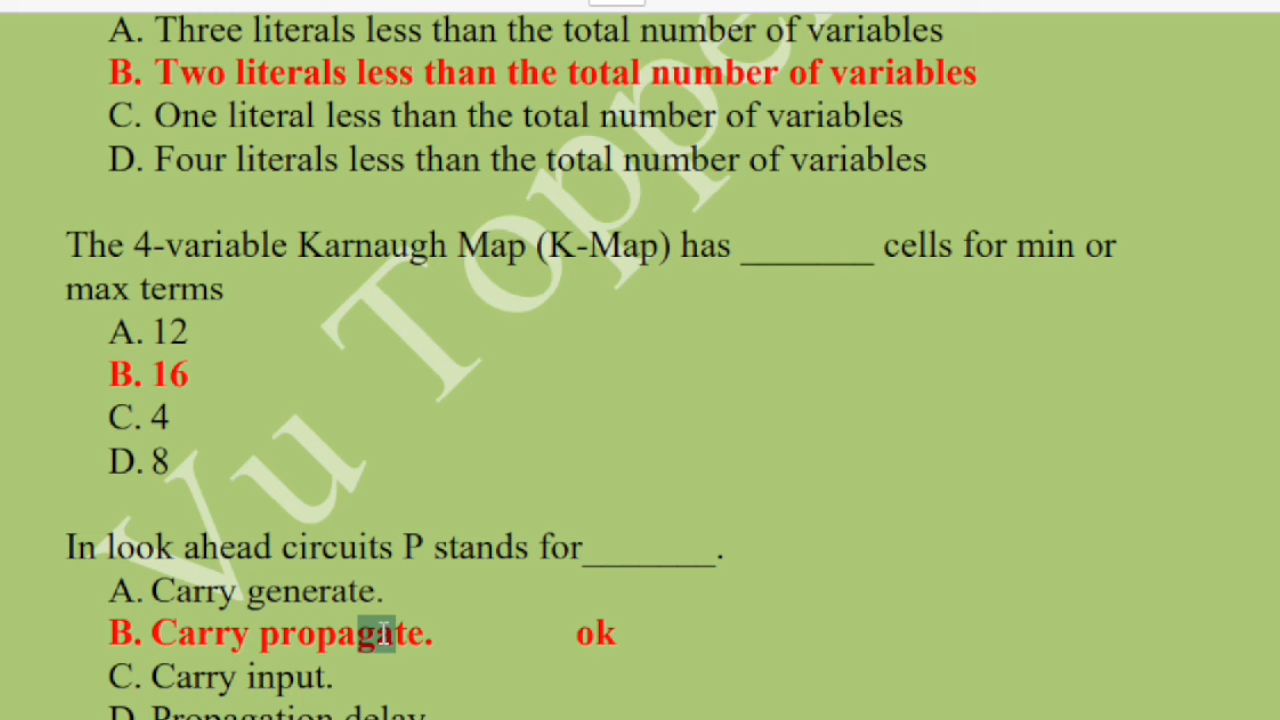 A. Three literals less than the total number of variables
B. Two literals less than the total number of variables
C. One literal less than the total number of variables
D. Four literals less than the total number of variables
The 4-variable Karnaugh Map (K-Map) has _______ cells for min or
max terms
A. 12
B. 16
C. 4
D. 8
In look ahead circuits P stands for_______.
A. Carry generate.
B. Carry propagate. ok
C. Carry input.
D. Propagation delay
Vu Topper